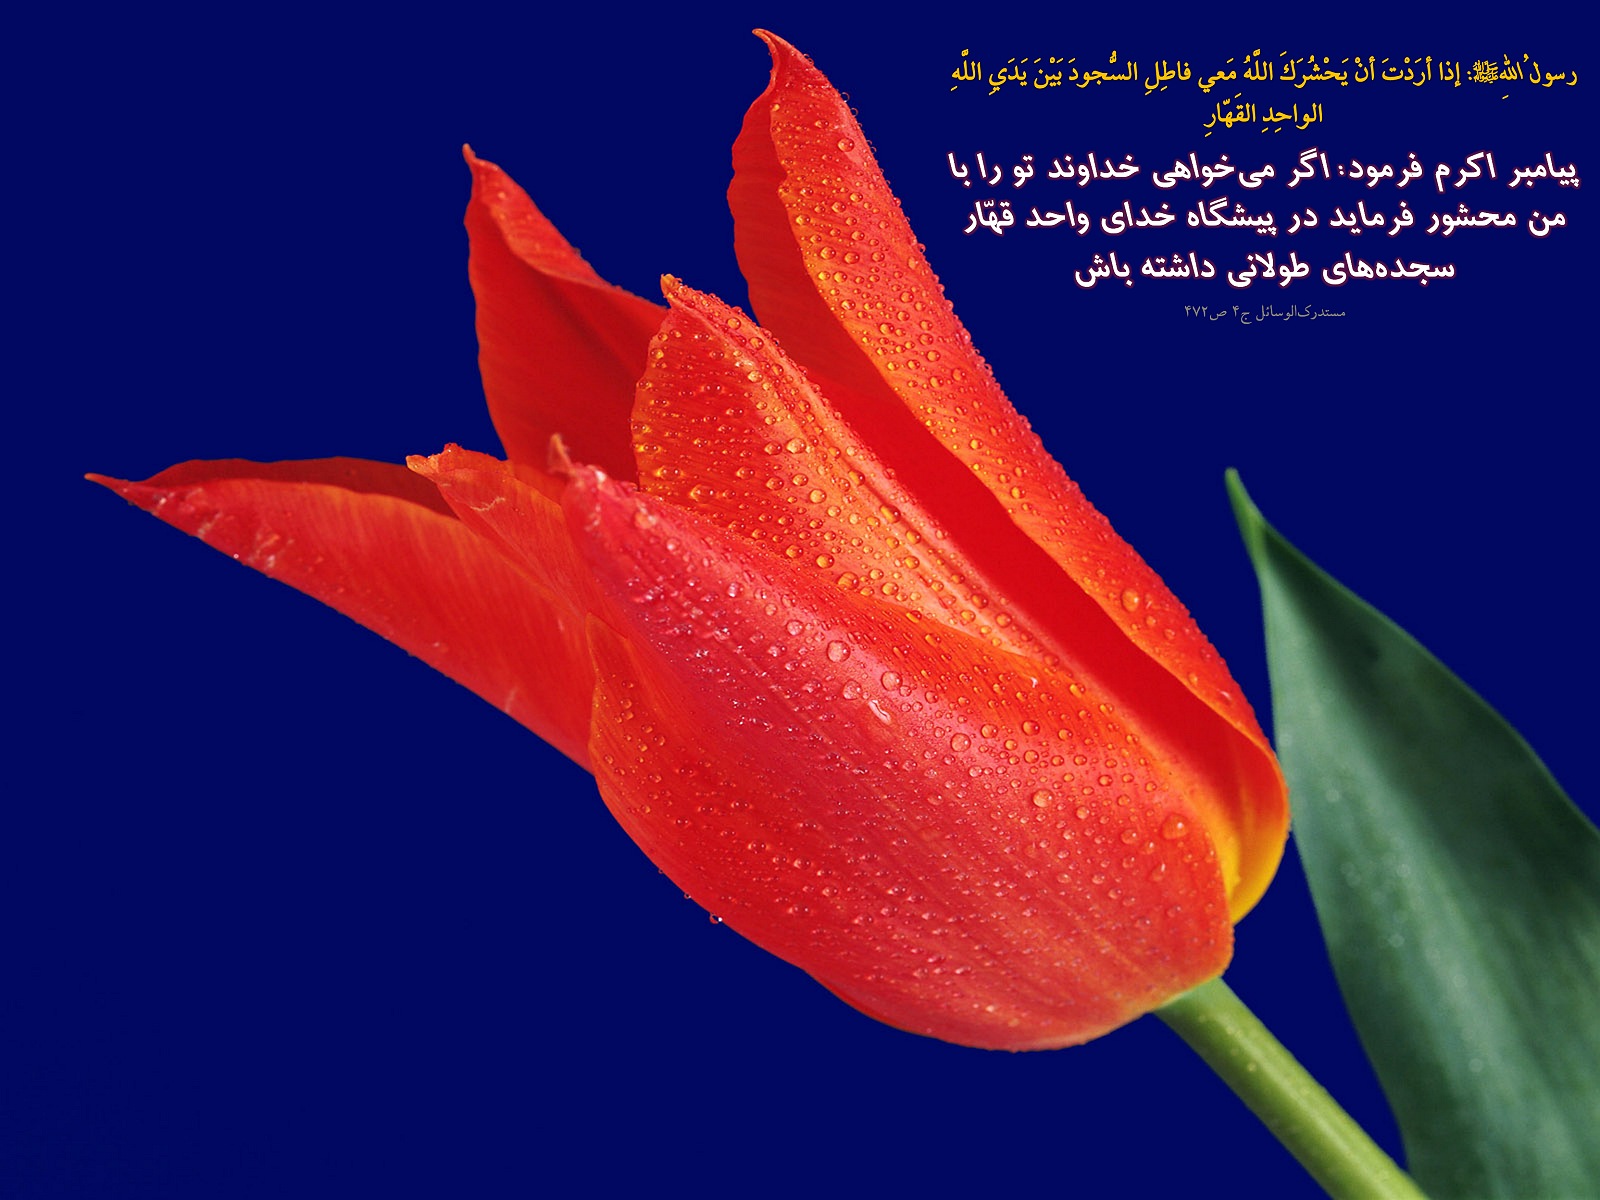 رسول ُاللهِﷺ: إذا أرَدْتَ أنْ يَحْشُرَكَ اللَّهُ مَعي فاطِلِ السُّجودَ بَيْنَ يَدَيِ اللَّهِ
الواحِدِ القَهّارِ
پیامبر اکرم فرمود: اگر می‌خواهی خداوند تو را با
من محشور فرماید در پیشگاه خدای واحد قهّار
سجده‌های طولانی داشته باش
مستدرک‌الوسائل ج۴ ص۴۷۲